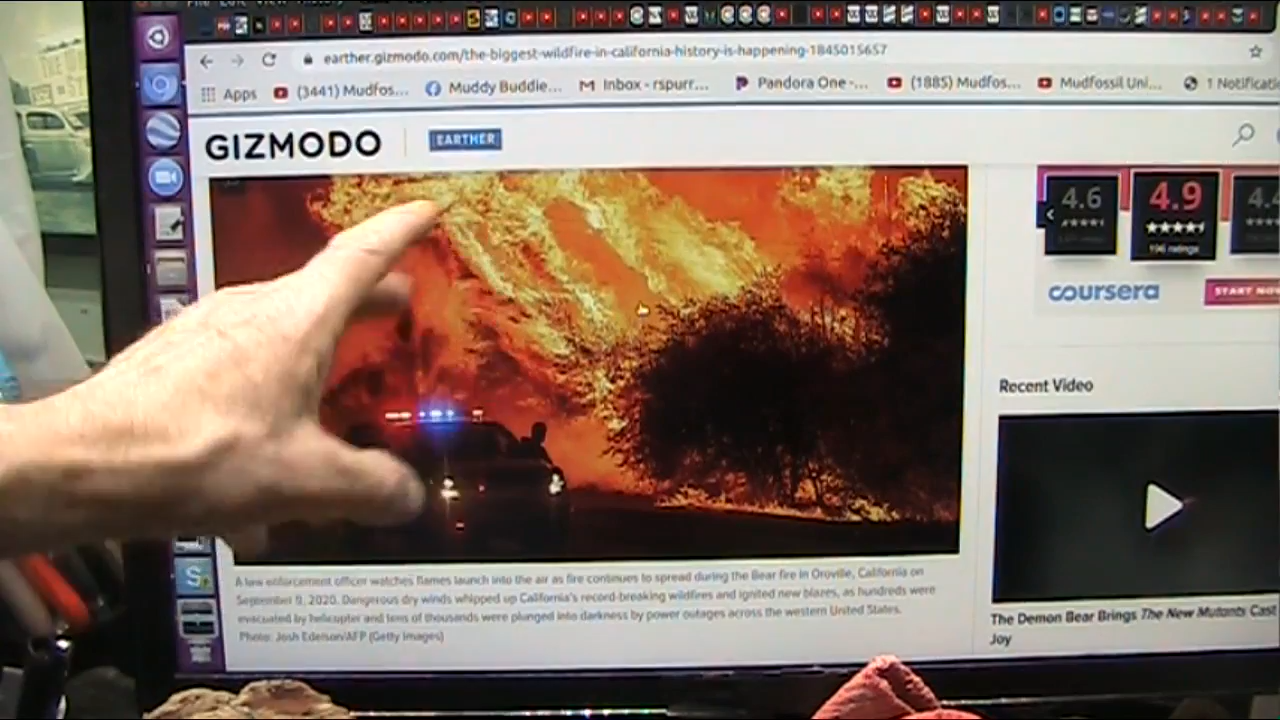 earther.gizmodo.com/the-biggest-wildfire-in-california-history-is-happening-1845015657
Apps (3441) Mudfos... Muddy Buddie... Inbox - rspurr... Pandora One -... (1885) Mudfos... Mudfossil Uni... 1 Notificati
GIZMODO EARTHER
4.6 4.9 4.
196 ratings
coursera START NO
Recent Video
A law enforcement officer watches flames launch into the air as fire continues to spread during the Bear fire in Oroville, California on
September 9, 2020. Dangerous dry winds whipped up California's record-breaking wildfires and ignited new blazes, as hundreds were
evacuated by helicopter and tens of thousands were plunged into darkness by power outages across the western United States.
Photo: Josh Edelson/AFP (Getty Images)
The Demon Bear Brings The New Mutants Cast
Joy